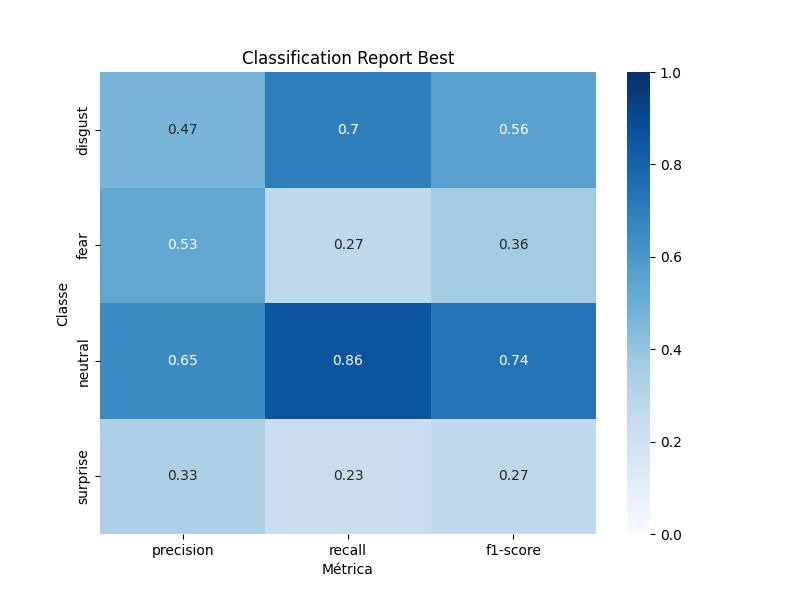 Classification Report Best
Classe
disgust
0.47 0.7 0.56
fear
0.53 0.27 0.36
neutral
0.65 0.86 0.74
surprise
0.33 0.23 0.27
precision recall f1-score
Métrica
1.0
0.8
0.6
0.4
0.2
0.0